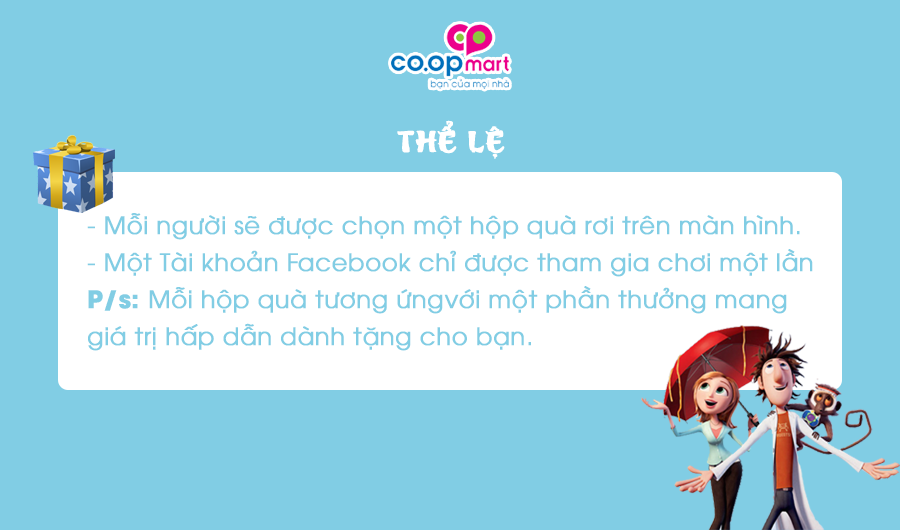 co.opmart
bạn của mọi nhà
THỂ LỆ
- Mỗi người sẽ được chọn một hộp quà rơi trên màn hình.
- Một Tài khoản Facebook chỉ được tham gia chơi một lần
P/s: Mỗi hộp quà tương ứngvới một phần thưởng mang
giá trị hấp dẫn dành tặng cho bạn.